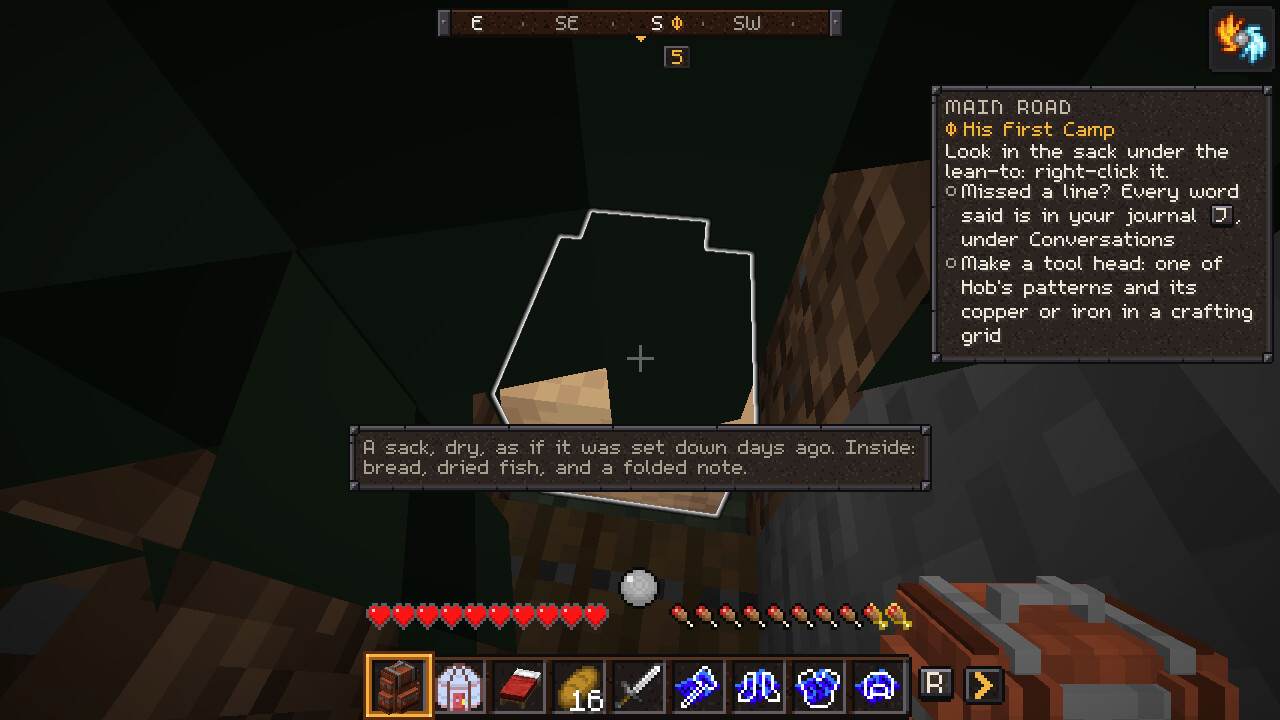 E SE S SW
5
MAIN ROAD
His First Camp
Look in the sack under the
lean-to: right-click it.
Missed a line? Every word
said is in your journal J,
under Conversations
Make a tool head: one of
Hob's patterns and its
copper or iron in a crafting
grid
A sack, dry, as if it was set down days ago. Inside:
bread, dried fish, and a folded note.
16
R